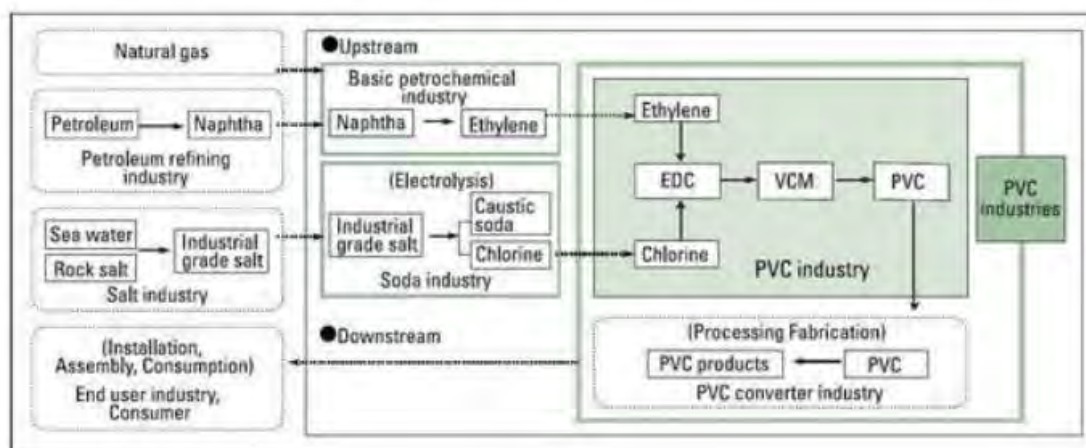 Natural gas
●Upstream
Basic petrochemical
industry
Petroleum
Naphtha
Petroleum refining
industry
Naphtha
Ethylene
Ethylene
EDC
VCM
PVC
Chlorine
PVC industry
PVC
industries
(Electrolysis)
Industrial
grade salt
Caustic
soda
Chlorine
Soda industry
Sea water
Rock salt
Industrial
grade salt
Salt industry
●Downstream
(Processing Fabrication)
PVC products
PVC
PVC converter industry
(Installation,
Assembly, Consumption)
End user industry,
Consumer